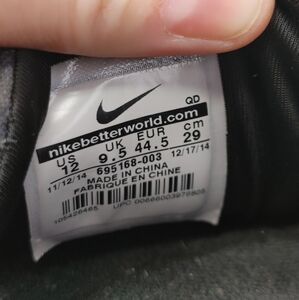 QD
nikebetterworld.com
US UK EUR cm
12 9.5 44.5 29
695168-003
11/12/14 12/17/14
MADE IN CHINA
FABRIQUE EN CHINE